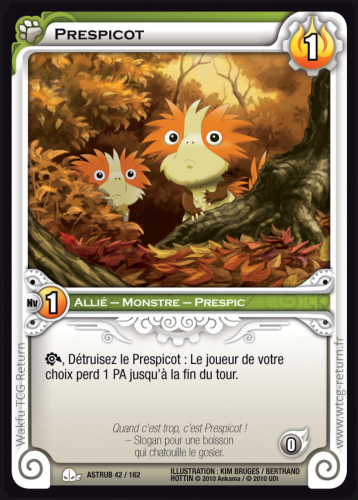 PRESPICOT
1
Nv 1 ALLIÉ – MONSTRE – PRESPIC
, Détruisez le Prespicot : Le joueur de votre
choix perd 1 PA jusqu'à la fin du tour.
Quand c'est trop, c'est Prespicot !
– Slogan pour une boisson
qui chatouille le gosier.
0
ASTRUB 42 / 162
ILLUSTRATION : KIM BRUGES / BERTRAND
HOTTIN © 2010 Ankama / © 2010 UDI
Wakfu TCG Return
www.wtcg-return.fr